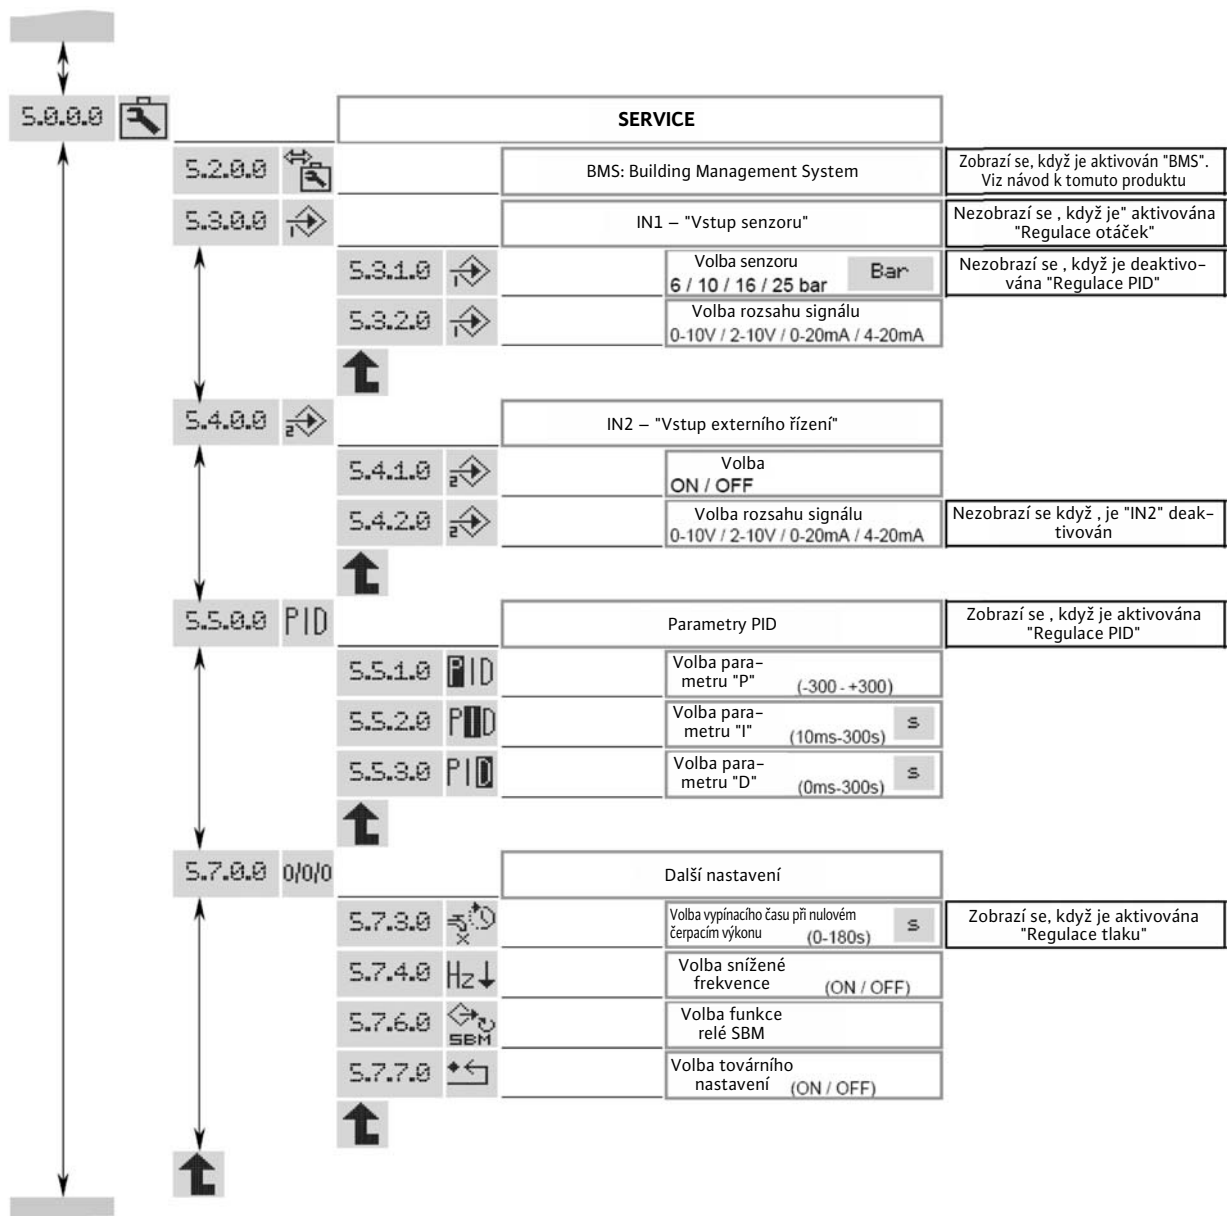 5.0.0.0
SERVICE
5.2.0.0
BMS: Building Management System
Zobrazí se, když je aktivován "BMS".
Viz návod k tomuto produktu
5.3.0.0
1
IN1 – "Vstup senzoru"
Nezobrazí se , když je" aktivována
"Regulace otáček"
5.3.1.0
1
Volba senzoru
6 / 10 / 16 / 25 bar
Bar
Nezobrazí se , když je deaktivo–
vána "Regulace PID"
5.3.2.0
1
Volba rozsahu signálu
0-10V / 2-10V / 0-20mA / 4-20mA
5.4.0.0
2
IN2 – "Vstup externího řízení"
5.4.1.0
2
Volba
ON / OFF
5.4.2.0
2
Volba rozsahu signálu
0-10V / 2-10V / 0-20mA / 4-20mA
Nezobrazí se když , je "IN2" deak–
tivován
5.5.0.0
PID
Parametry PID
Zobrazí se , když je aktivována
"Regulace PID"
5.5.1.0
PID
Volba para–
metru "P"
(-300 - +300)
5.5.2.0
PID
Volba para–
metru "I"
(10ms-300s)
s
5.5.3.0
PID
Volba para–
metru "D"
(0ms-300s)
s
5.7.0.0
0/0/0
Další nastavení
5.7.3.0
Volba vypínacího času při nulovém
čerpacím výkonu
(0-180s)
s
Zobrazí se, když je aktivována
"Regulace tlaku"
5.7.4.0
Hz
Volba snížené
frekvence
(ON / OFF)
5.7.6.0
SBM
Volba funkce
relé SBM
5.7.7.0
Volba továrního
nastavení
(ON / OFF)